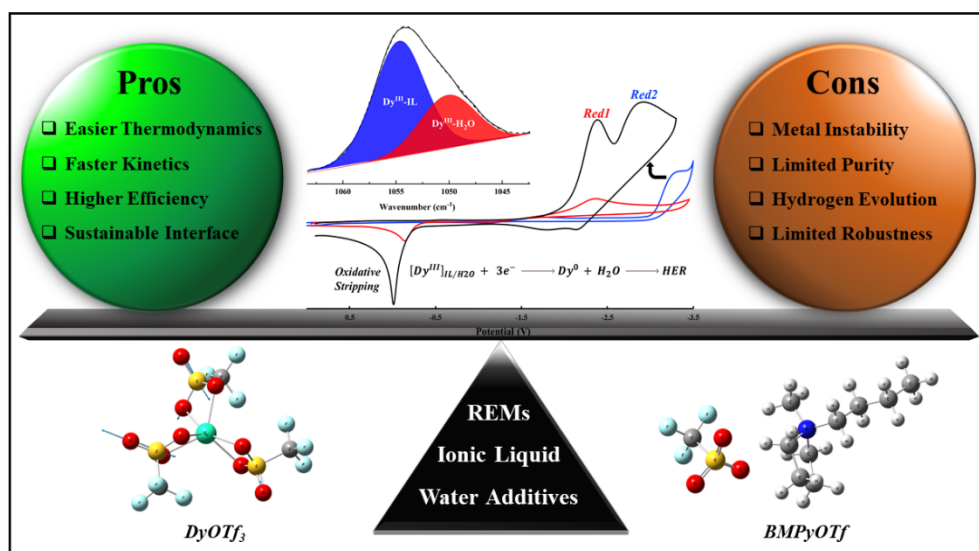 Pros
❑ Easier Thermodynamics
❑ Faster Kinetics
❑ Higher Efficiency
❑ Sustainable Interface
Dy^III-IL
Dy^III-H₂O
1060 1055 1050 1045
Wavenumber (cm⁻¹)
Red1
Red2
Oxidative
Stripping
[Dy^III]_IL/H2O + 3e⁻ ⟶ Dy⁰ + H₂O ⟶ HER
0.5 -0.5 -1.5 -2.5 -3.5
Potential (V)
Cons
❑ Metal Instability
❑ Limited Purity
❑ Hydrogen Evolution
❑ Limited Robustness
REMs
Ionic Liquid
Water Additives
DyOTf₃
BMPyOTf